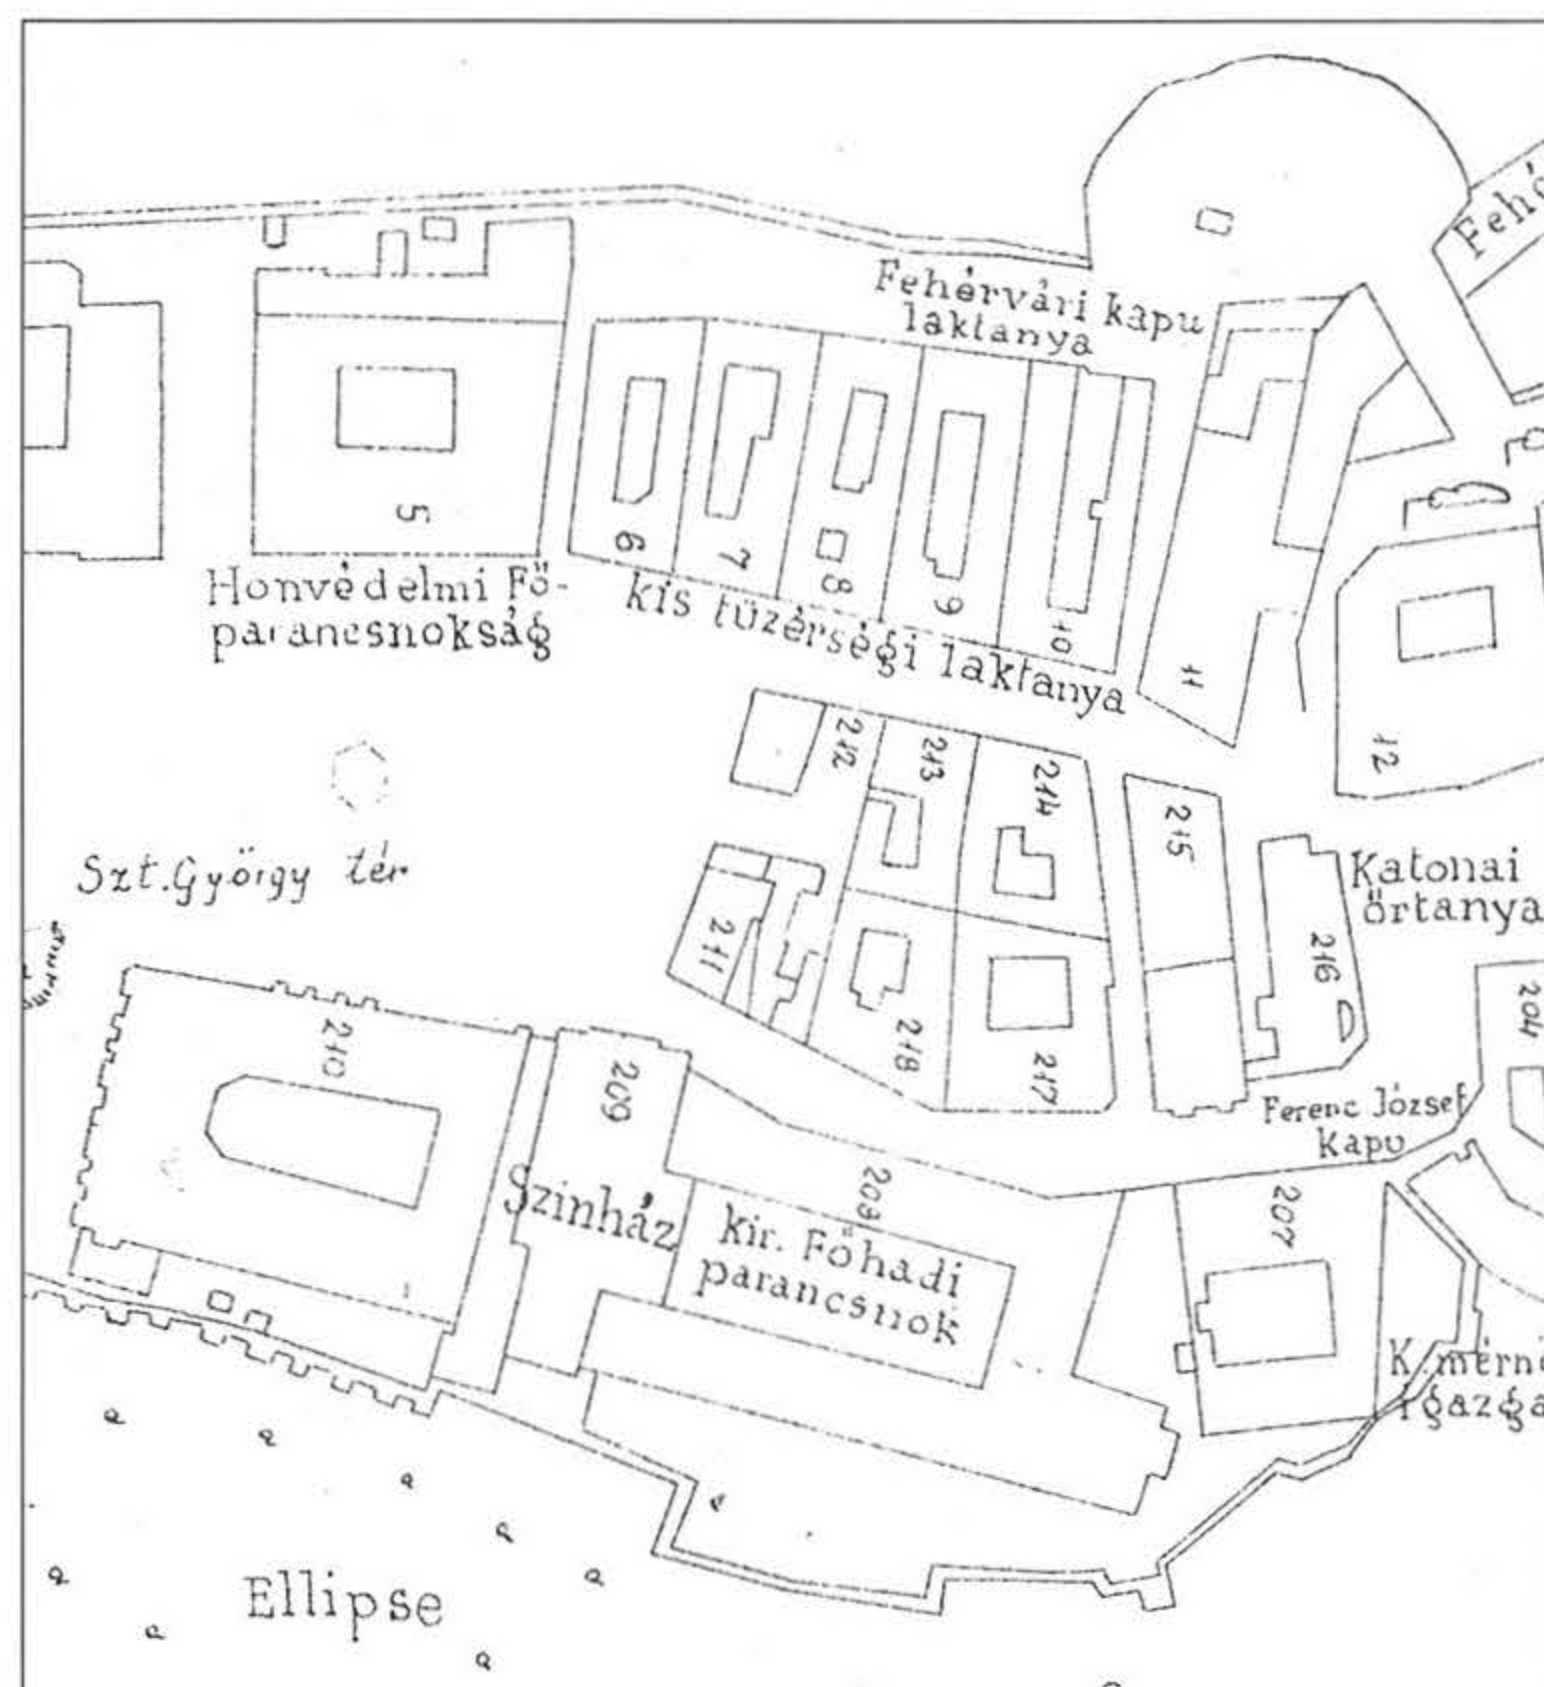 Fehérvári kapu
laktanya
5
6
7
8
9
10
11
12
Honvédelmi Fő-
parancsnokság
kis tüzérségi laktanya
212
213
214
215
Szt.György tér
211
218
217
216
Katonai
őrtanya
204
210
209
Ferenc József
Kapu
Szinház
208
207
kir. Főhadi
parancsnok
Ellipse